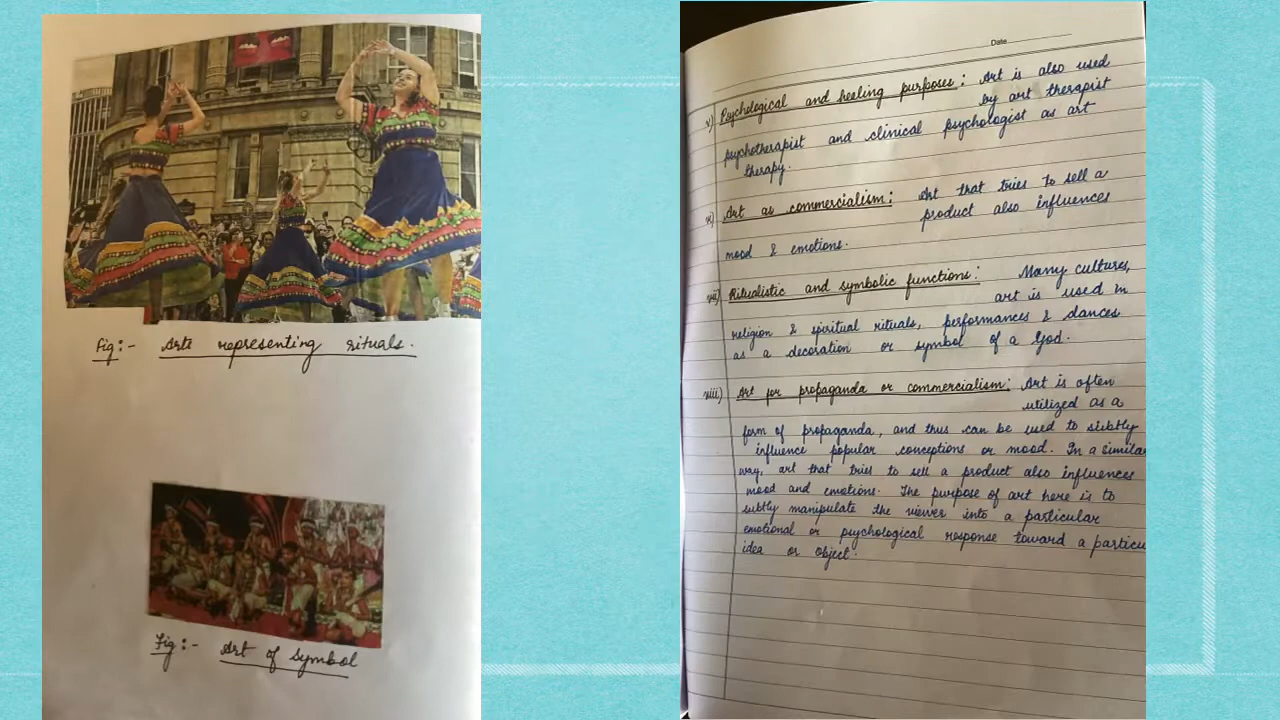 Fig:- Arts representing rituals.
Fig:- Art of Symbol
Date
v) Psychological and heeling purposes: Art is also used
by art therapist
psychotherapist and clinical psychologist as art
therapy.
Art as commercialism: Art that tries to sell a
product also influences
mood & emotions.
vii) Ritualistic and symbolic functions: Many cultures,
art is used in
religion & spiritual rituals, performances & dances
as a decoration or symbol of a God.
viii) Art for propaganda or commercialism: Art is often
utilized as a
form of propaganda, and thus can be used to subtly
influence popular conceptions or mood. In a similar
way, art that tries to sell a product also influences
mood and emotions. The purpose of art here is to
subtly manipulate the viewer into a particular
emotional or psychological response toward a particu
idea or object.